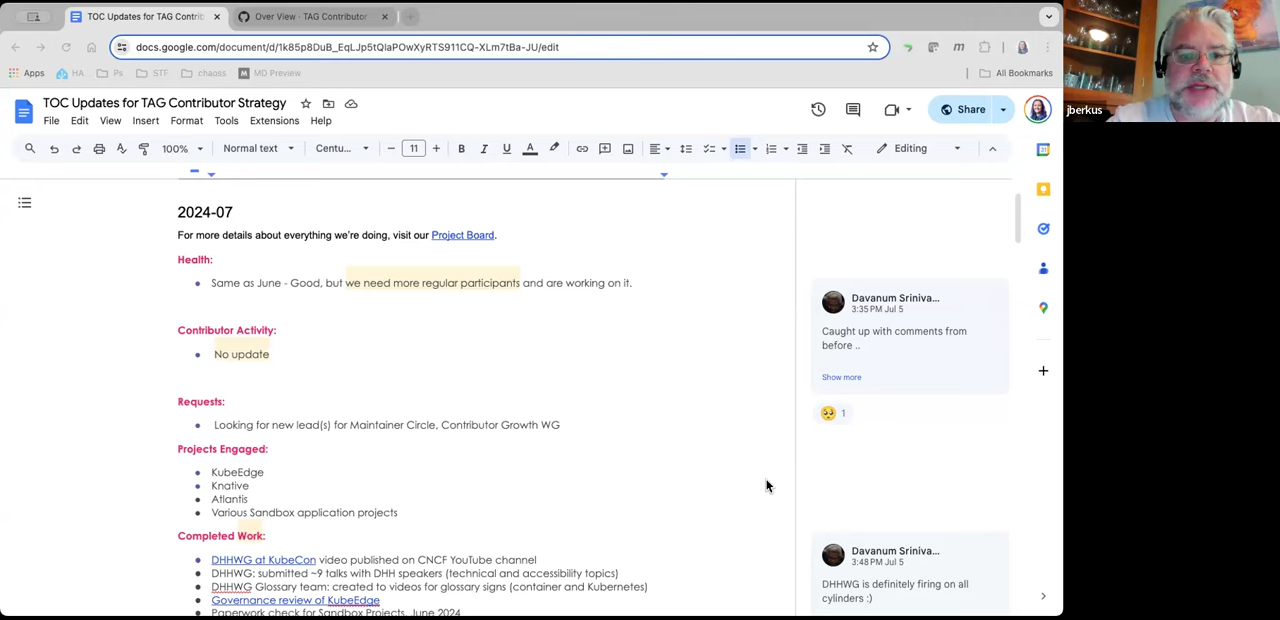 TOC Updates for TAG Contrib
Over View - TAG Contributor
docs.google.com/document/d/1k85p8DuB_EqLJp5tQlaPOwXyRTS911CQ-XLm7tBa-JU/edit
Apps HA Ps STF chaoss MD Preview All Bookmarks
jberkus
TOC Updates for TAG Contributor Strategy
File Edit View Insert Format Tools Extensions Help
Share
100% Normal text Centu... 11 B I U A Editing
2024-07
For more details about everything we're doing, visit our Project Board.
Health:
Same as June - Good, but we need more regular participants and are working on it.
Contributor Activity:
No update
Requests:
Looking for new lead(s) for Maintainer Circle, Contributor Growth WG
Projects Engaged:
KubeEdge
Knative
Atlantis
Various Sandbox application projects
Completed Work:
DHHWG at KubeCon video published on CNCF YouTube channel
DHHWG: submitted ~9 talks with DHH speakers (technical and accessibility topics)
DHHWG Glossary team: created to videos for glossary signs (container and Kubernetes)
Governance review of KubeEdge
Paperwork check for Sandbox Projects, June 2024
Davanum Sriniva...
3:35 PM Jul 5
Caught up with comments from
before ..
Show more
1
Davanum Sriniva...
3:48 PM Jul 5
DHHWG is definitely firing on all
cylinders :)